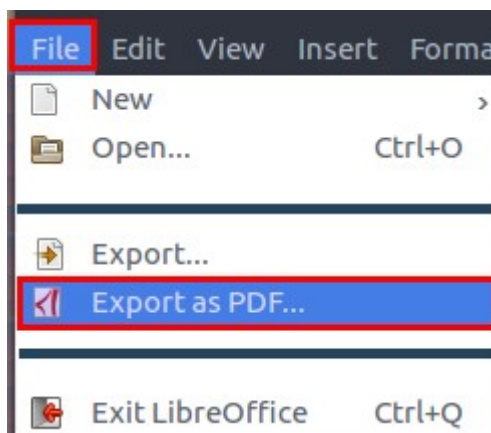 File Edit View Insert Forma
New
Open... Ctrl+O
Export...
Export as PDF...
Exit LibreOffice Ctrl+Q